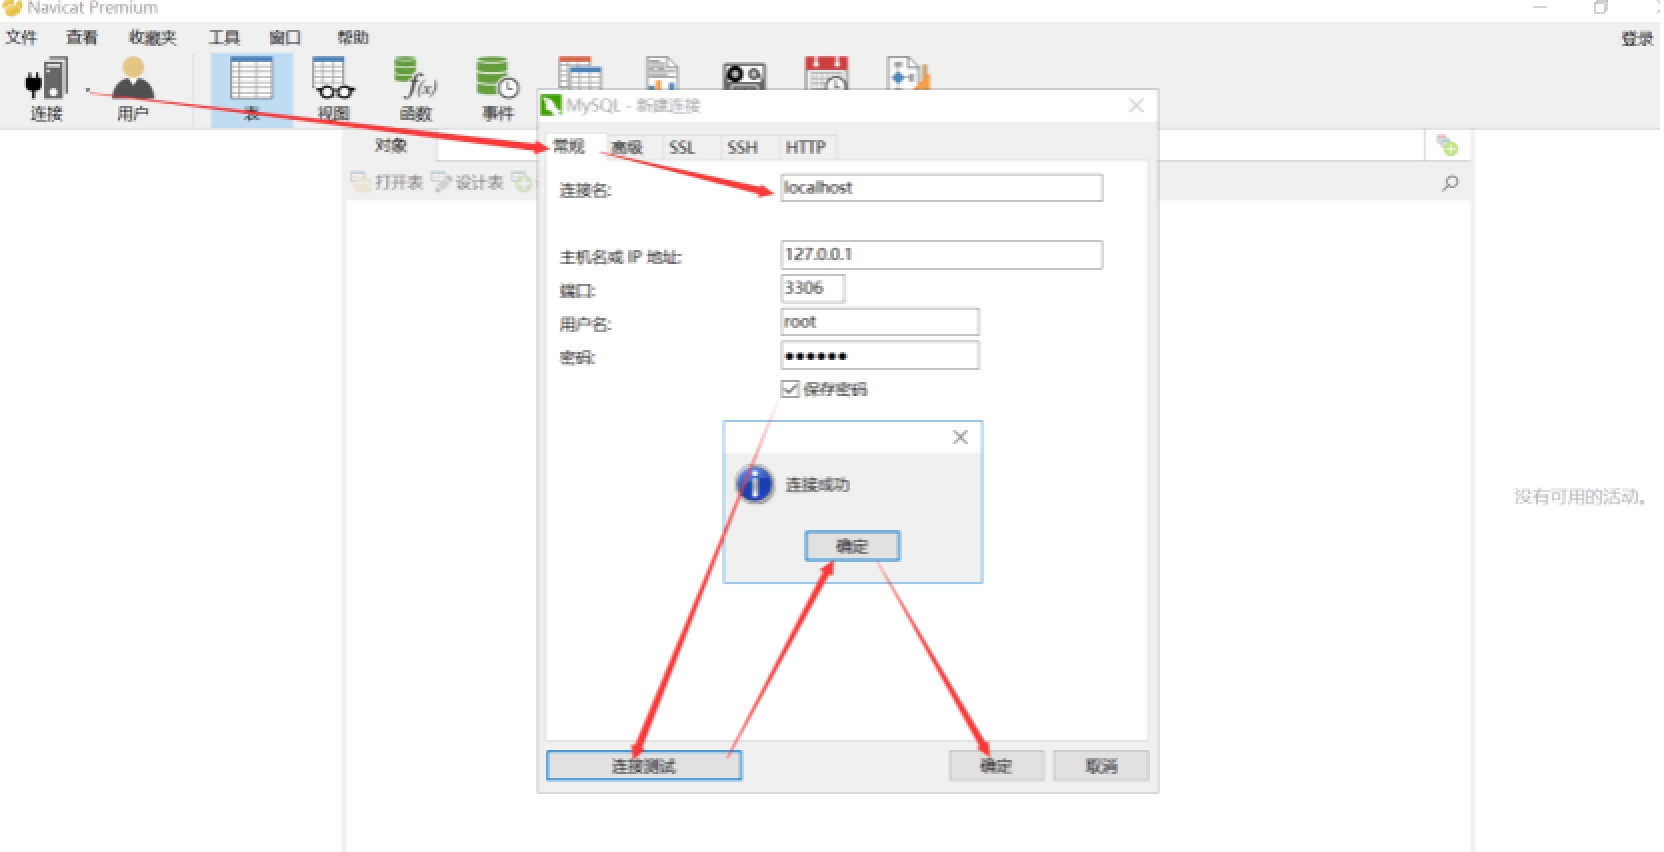 Navicat Premium
文件 查看 收藏夹 工具 窗口 帮助 登录
连接 用户 表 视图 函数 事件
f(x)
MySQL - 新建连接
对象
常规 高级 SSL SSH HTTP
打开表 设计表
连接名: localhost
主机名或 IP 地址: 127.0.0.1
端口: 3306
用户名: root
密码: ●●●●●●
保存密码
连接成功
没有可用的活动。
确定
连接测试 确定 取消